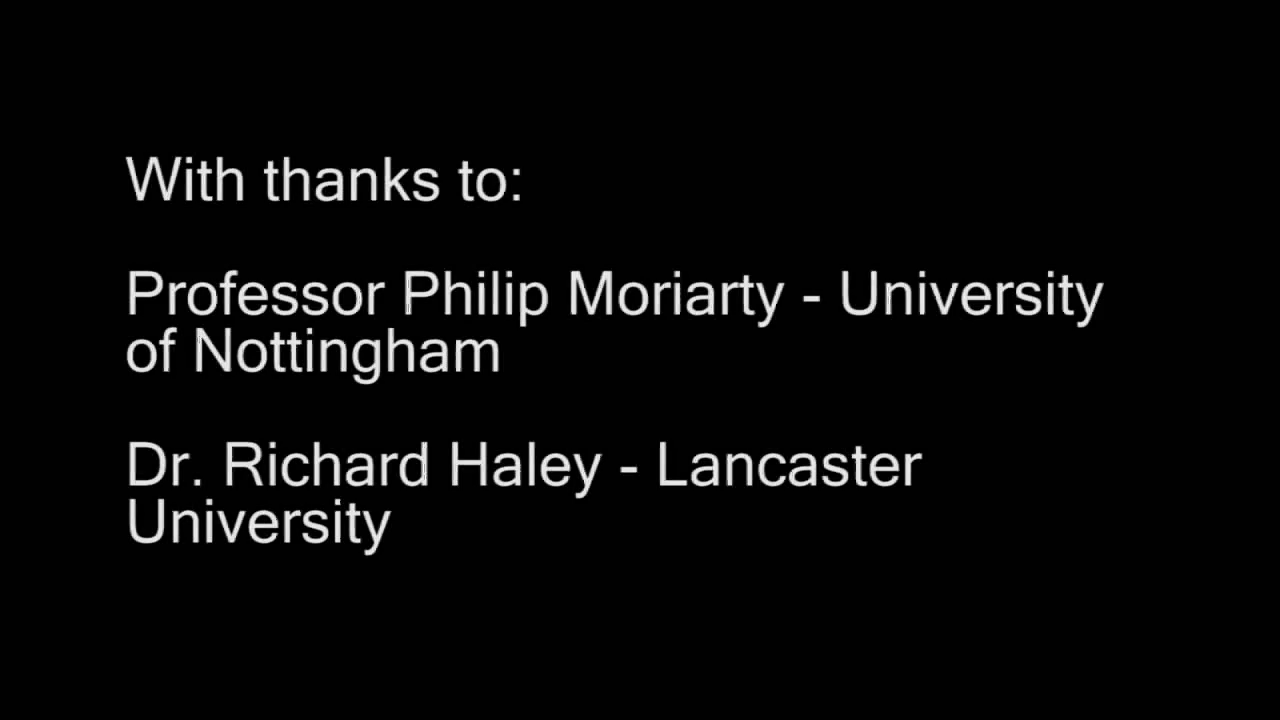 With thanks to:
Professor Philip Moriarty - University
of Nottingham
Dr. Richard Haley - Lancaster
University